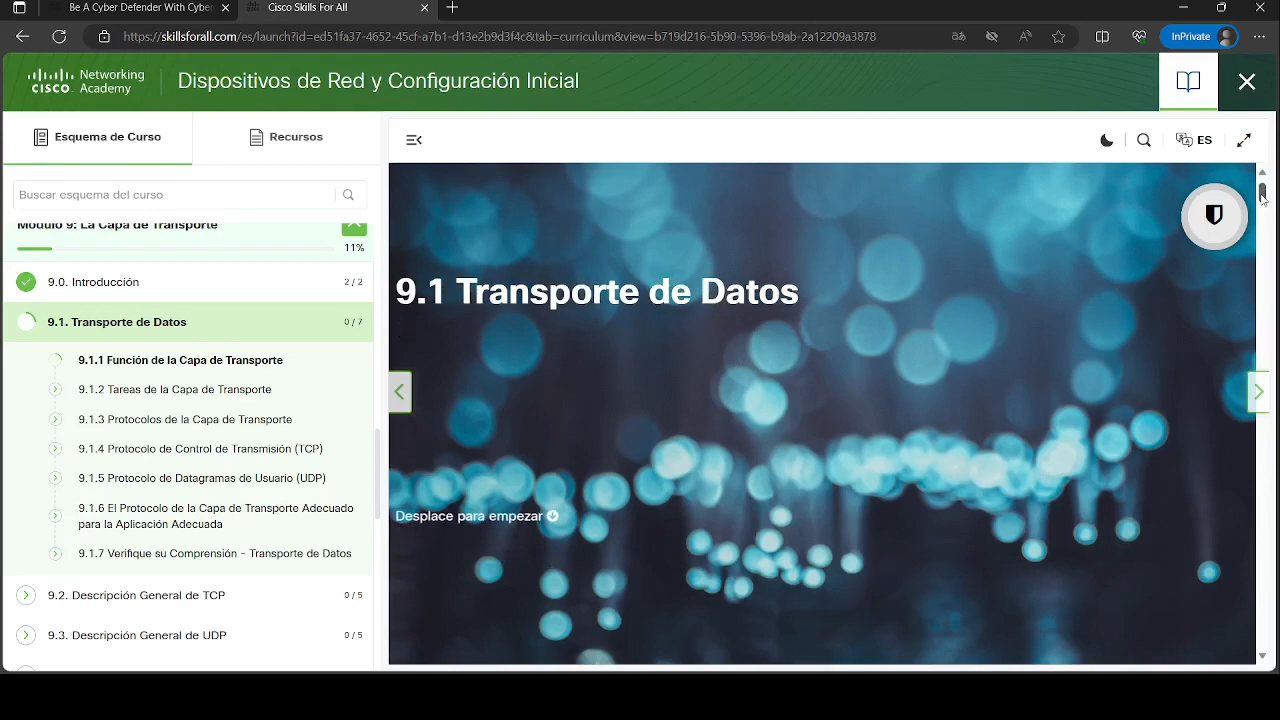 Be A Cyber Defender With Cyber
Cisco Skills For All
https://skillsforall.com/es/launch?id=ed51fa37-4652-45cf-a7b1-d13e2b9d3f4c&tab=curriculum&view=b719d216-5b90-5396-b9ab-2a12209a3878
InPrivate
Networking
CISCO Academy
Dispositivos de Red y Configuración Inicial
Esquema de Curso
Recursos
ES
Buscar esquema del curso
Módulo 9: La Capa de Transporte
11%
9.0. Introducción 2 / 2
9.1. Transporte de Datos 0 / 7
9.1.1 Función de la Capa de Transporte
9.1.2 Tareas de la Capa de Transporte
9.1.3 Protocolos de la Capa de Transporte
9.1.4 Protocolo de Control de Transmisión (TCP)
9.1.5 Protocolo de Datagramas de Usuario (UDP)
9.1.6 El Protocolo de la Capa de Transporte Adecuado
para la Aplicación Adecuada
9.1.7 Verifique su Comprensión - Transporte de Datos
9.2. Descripción General de TCP 0 / 5
9.3. Descripción General de UDP 0 / 5
9.1 Transporte de Datos
Desplace para empezar